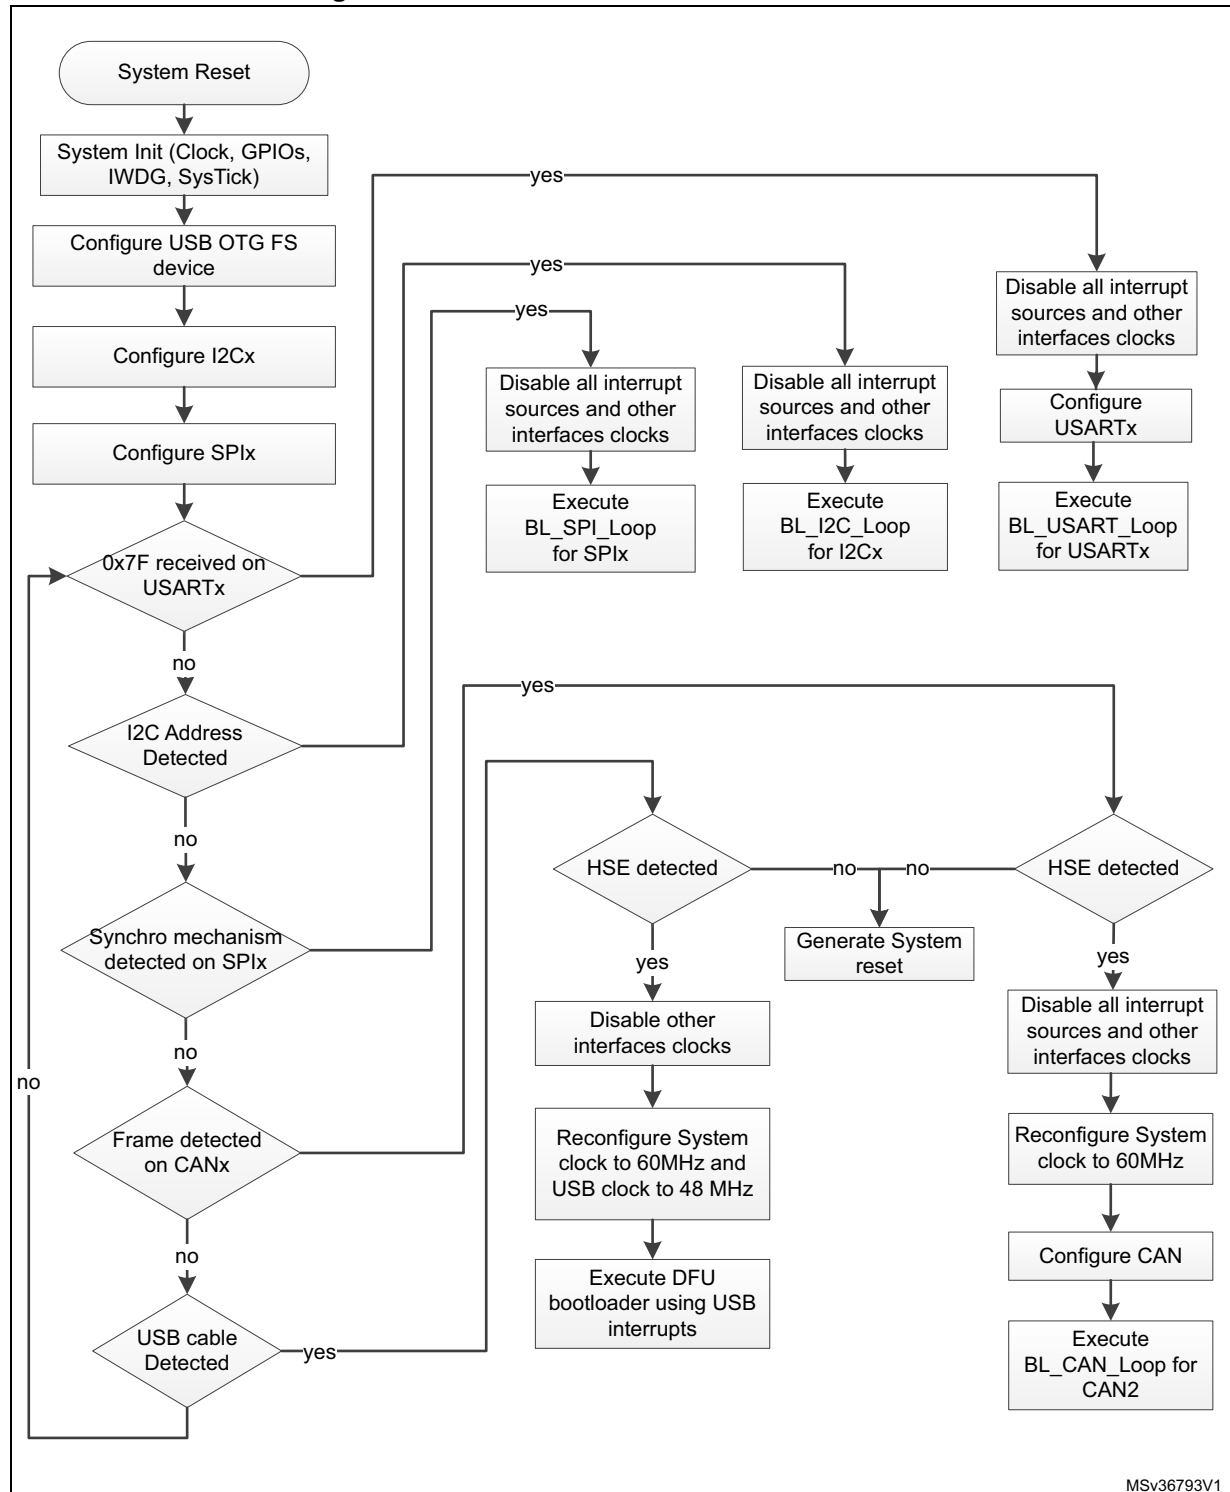 System Reset
System Init (Clock, GPIOs,
IWDG, SysTick)
Configure USB OTG FS
device
Configure I2Cx
Configure SPIx
0x7F received on
USARTx
no
I2C Address
Detected
no
Synchro mechanism
detected on SPIx
no
Frame detected
on CANx
no
USB cable
Detected
no
yes
yes
yes
Disable all interrupt
sources and other
interfaces clocks
Execute
BL_SPI_Loop
for SPIx
Disable all interrupt
sources and other
interfaces clocks
Execute
BL_I2C_Loop
for I2Cx
Disable all interrupt
sources and other
interfaces clocks
Configure
USARTx
Execute
BL_USART_Loop
for USARTx
yes
yes
HSE detected
no
no
HSE detected
Generate System
reset
yes
Disable other
interfaces clocks
Reconfigure System
clock to 60MHz and
USB clock to 48 MHz
Execute DFU
bootloader using USB
interrupts
yes
Disable all interrupt
sources and other
interfaces clocks
Reconfigure System
clock to 60MHz
Configure CAN
Execute
BL_CAN_Loop for
CAN2
MSv36793V1